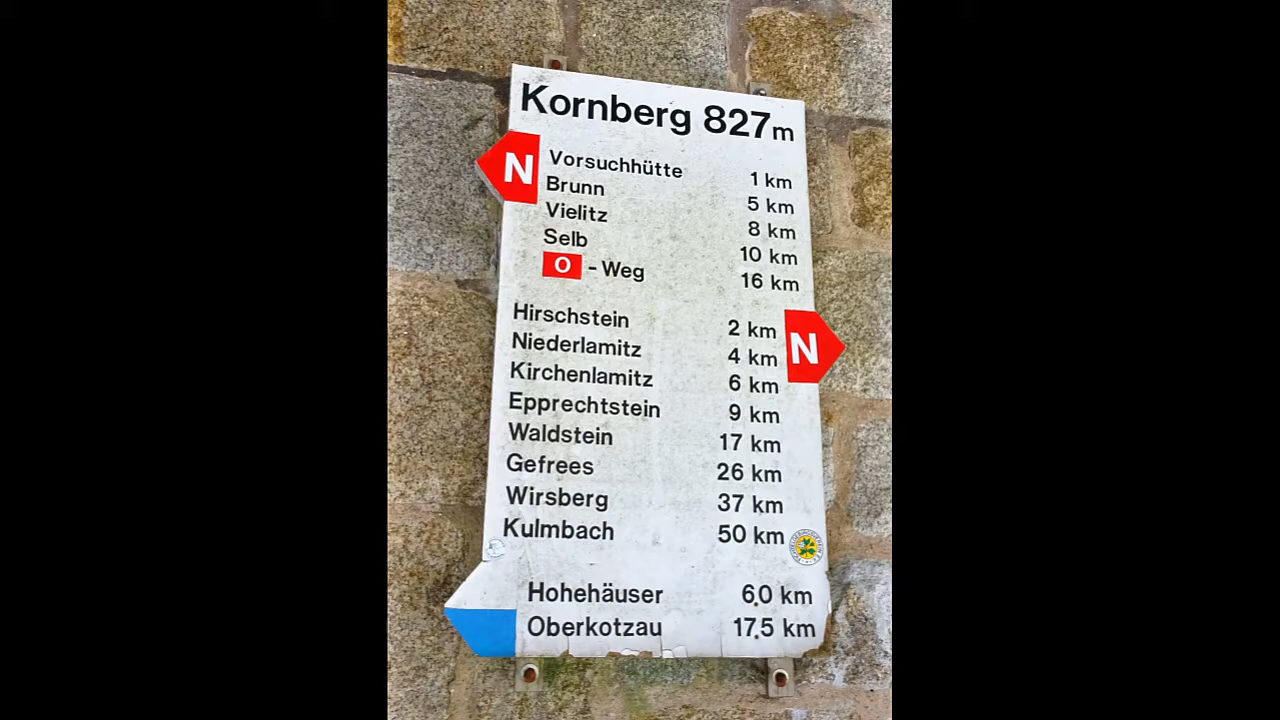 Kornberg 827m
N
Vorsuchhütte 1 km
Brunn 5 km
Vielitz 8 km
Selb 10 km
O - Weg 16 km
Hirschstein 2 km
N
Niederlamitz 4 km
Kirchenlamitz 6 km
Epprechtstein 9 km
Waldstein 17 km
Gefrees 26 km
Wirsberg 37 km
Kulmbach 50 km
Hohehäuser 6,0 km
Oberkotzau 17,5 km